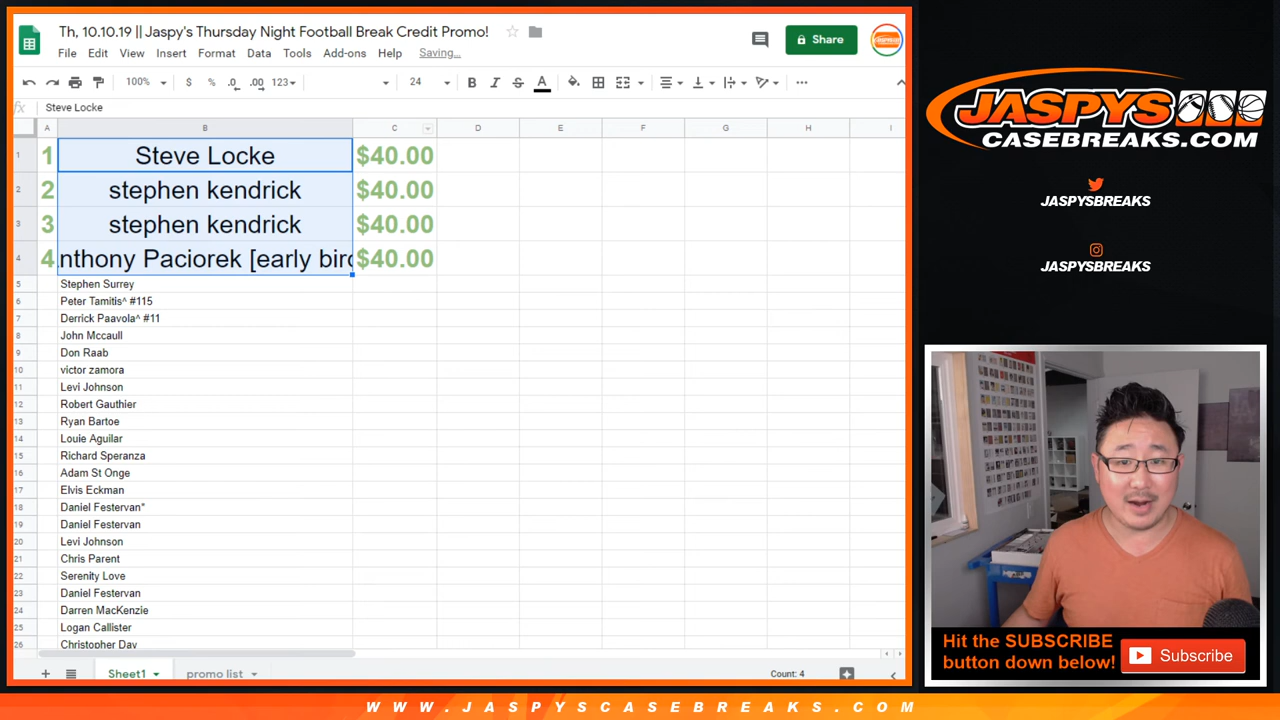 Th, 10.10.19 || Jaspy's Thursday Night Football Break Credit Promo!
File Edit View Insert Format Data Tools Add-ons Help Saving...
Share
100% $ % .0 .00 123 24 B I S A
fx Steve Locke
A B C D E F G H I
1 1 Steve Locke $40.00
2 2 stephen kendrick $40.00
3 3 stephen kendrick $40.00
4 4 nthony Paciorek [early birc $40.00
5 Stephen Surrey
6 Peter Tamitis^ #115
7 Derrick Paavola^ #11
8 John Mccaull
9 Don Raab
10 victor zamora
11 Levi Johnson
12 Robert Gauthier
13 Ryan Bartoe
14 Louie Aguilar
15 Richard Speranza
16 Adam St Onge
17 Elvis Eckman
18 Daniel Festervan*
19 Daniel Festervan
20 Levi Johnson
21 Chris Parent
22 Serenity Love
23 Daniel Festervan
24 Darren MacKenzie
25 Logan Callister
26 Christopher Day
Sheet1 promo list Count: 4
JASPYS
CASEBREAKS.COM
JASPYSBREAKS
JASPYSBREAKS
Hit the SUBSCRIBE
button down below!
Subscribe
WWW.JASPYSCASEBREAKS.COM